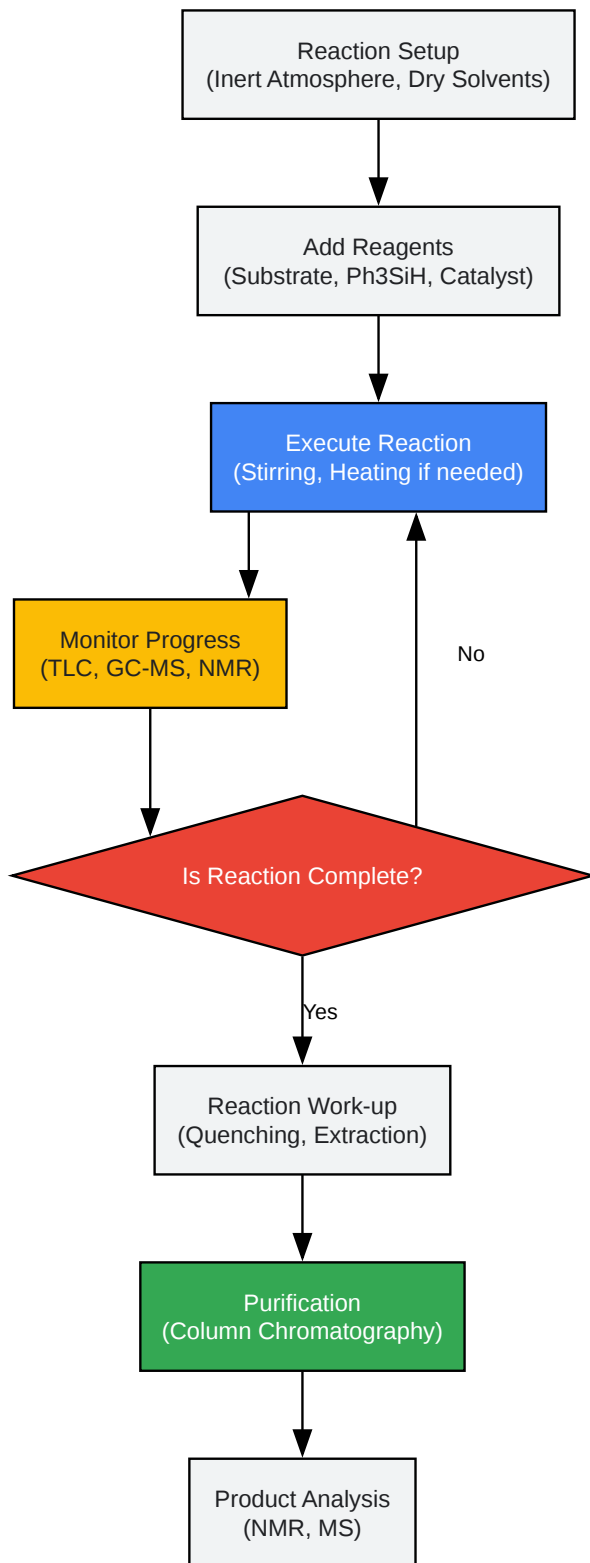 Reaction Setup
(Inert Atmosphere, Dry Solvents)
Add Reagents
(Substrate, Ph3SiH, Catalyst)
Execute Reaction
(Stirring, Heating if needed)
Monitor Progress
(TLC, GC-MS, NMR)
No
Is Reaction Complete?
Yes
Reaction Work-up
(Quenching, Extraction)
Purification
(Column Chromatography)
Product Analysis
(NMR, MS)